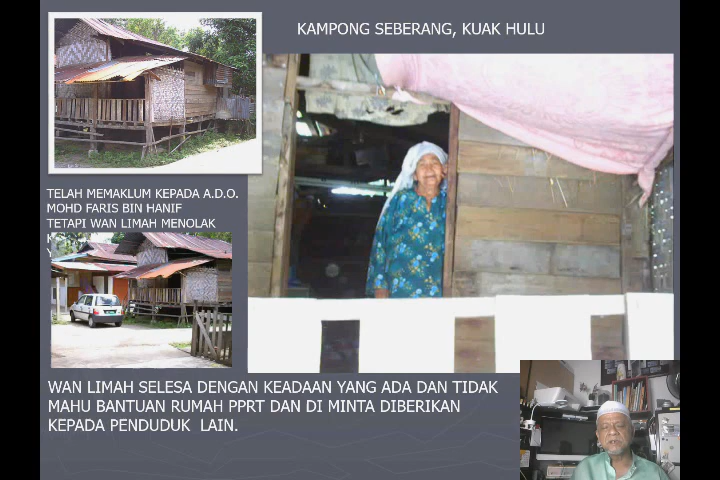 KAMPONG SEBERANG, KUAK HULU
TELAH MEMAKLUM KEPADA A.D.O.
MOHD FARIS BIN HANIF
TETAPI WAN LIMAH MENOLAK
WAN LIMAH SELESA DENGAN KEADAAN YANG ADA DAN TIDAK
MAHU BANTUAN RUMAH PPRT DAN DI MINTA DIBERIKAN
KEPADA PENDUDUK LAIN.